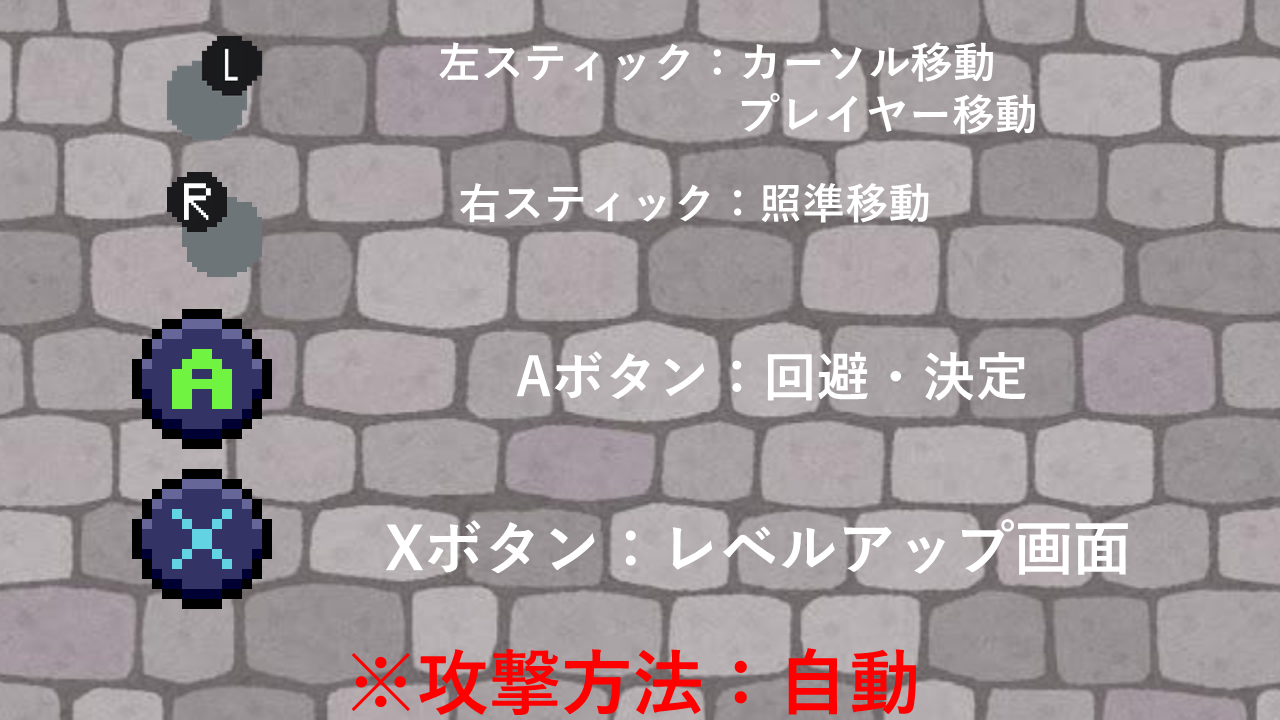 L
左スティック：カーソル移動
プレイヤー移動
R
右スティック：照準移動
A
Aボタン：回避・決定
X
Xボタン：レベルアップ画面
※攻撃方法：自動